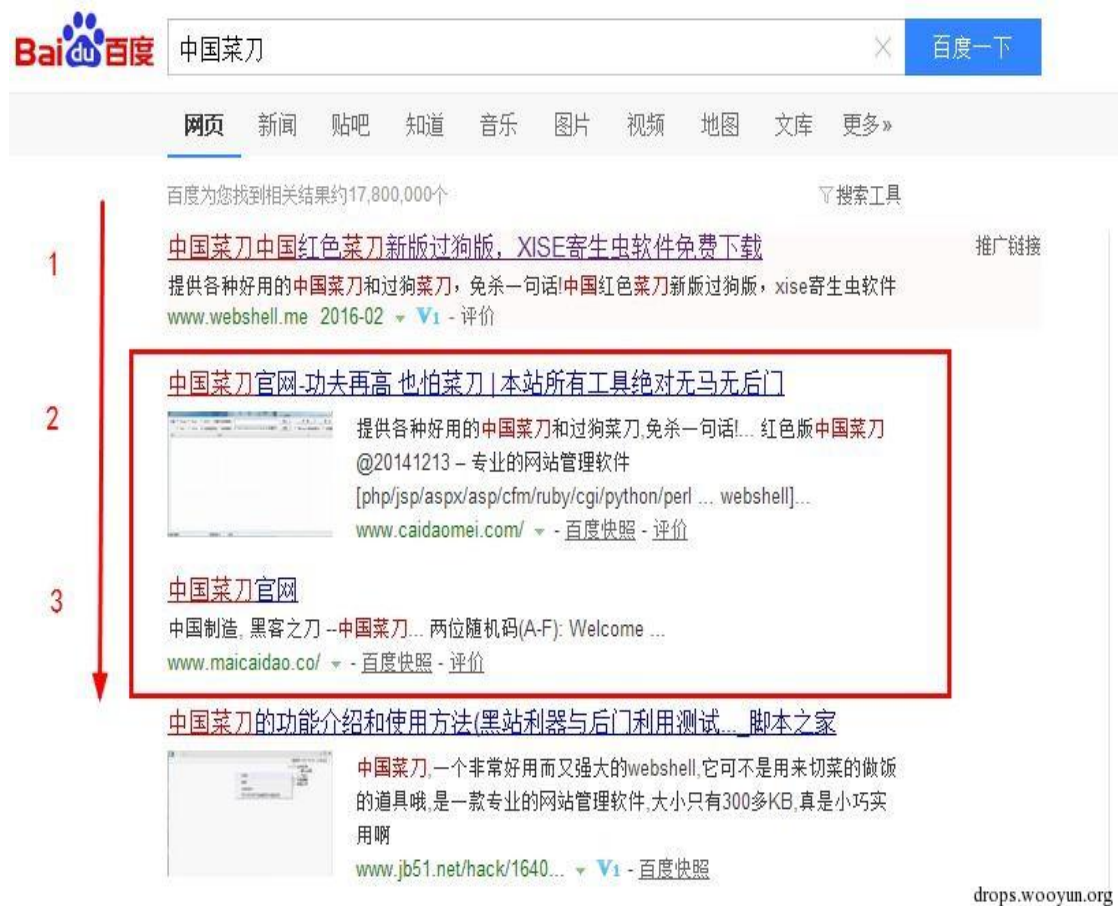 Bai du 百度
中国菜刀
百度一下
网页 新闻 贴吧 知道 音乐 图片 视频 地图 文库 更多»
百度为您找到相关结果约17,800,000个
搜索工具
1
中国菜刀中国红色菜刀新版过狗版，XISE寄生虫软件免费下载
推广链接
提供各种好用的中国菜刀和过狗菜刀，免杀一句话!中国红色菜刀新版过狗版，xise寄生虫软件
www.webshell.me 2016-02 V1 - 评价
2
中国菜刀官网-功夫再高 也怕菜刀 | 本站所有工具绝对无马无后门
提供各种好用的中国菜刀和过狗菜刀,免杀一句话!... 红色版中国菜刀
@20141213 – 专业的网站管理软件
[php/jsp/aspx/asp/cfm/ruby/cgi/python/perl ... webshell]...
www.caidaomei.com/ - 百度快照 - 评价
3
中国菜刀官网
中国制造, 黑客之刀 --中国菜刀... 两位随机码(A-F): Welcome ...
www.maicaidao.co/ - 百度快照 - 评价
中国菜刀的功能介绍和使用方法(黑站利器与后门利用测试..._脚本之家
中国菜刀,一个非常好用而又强大的webshell,它可不是用来切菜的做饭
的道具哦,是一款专业的网站管理软件,大小只有300多KB,真是小巧实
用啊
www.jb51.net/hack/1640... V1 - 百度快照
drops.wooyun.org